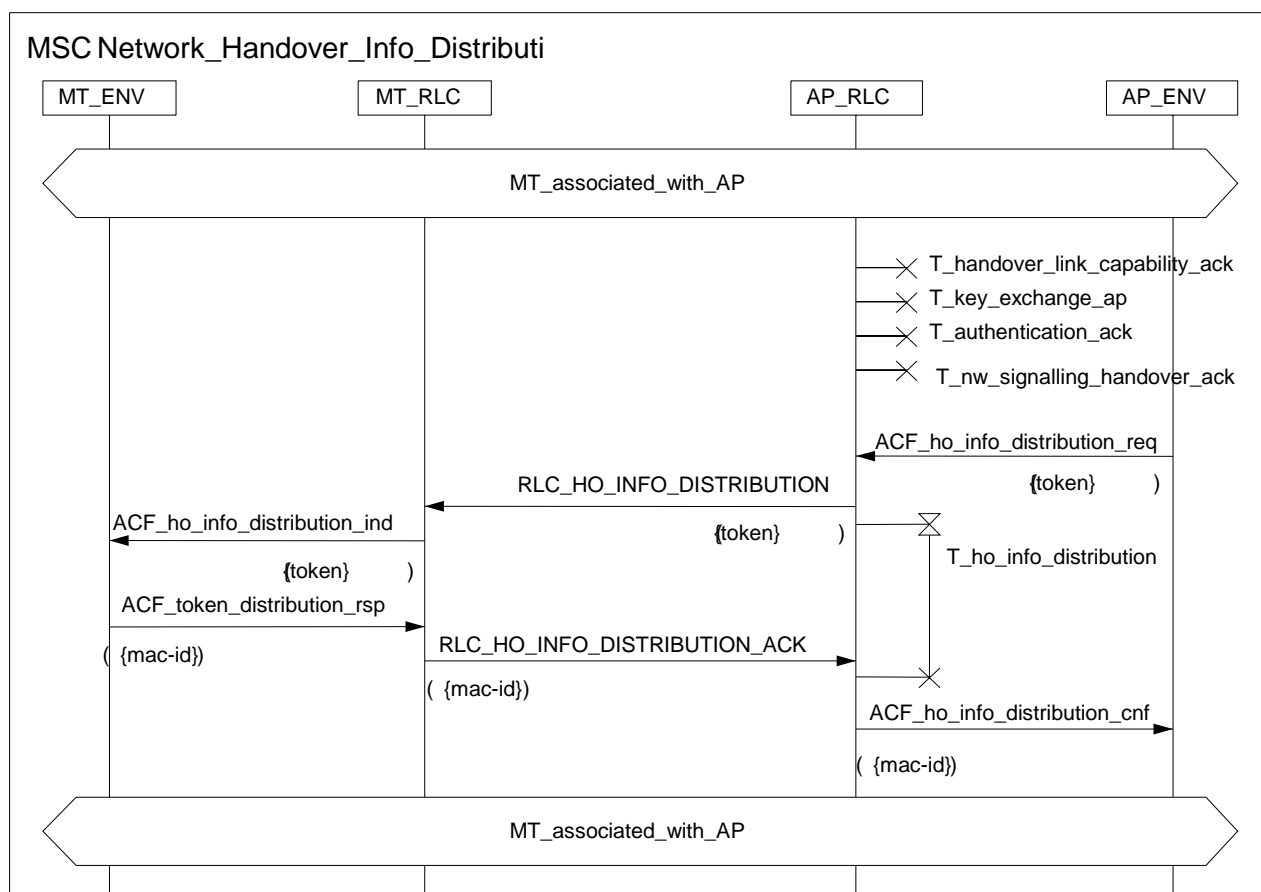 MSC Network_Handover_Info_Distributi
MT_ENV
MT_RLC
AP_RLC
AP_ENV
MT_associated_with_AP
T_handover_link_capability_ack
T_key_exchange_ap
T_authentication_ack
T_nw_signalling_handover_ack
ACF_ho_info_distribution_req
({token} )
RLC_HO_INFO_DISTRIBUTION
({token} )
ACF_ho_info_distribution_ind
({token} )
T_ho_info_distribution
ACF_token_distribution_rsp
( {mac-id})
RLC_HO_INFO_DISTRIBUTION_ACK
( {mac-id})
ACF_ho_info_distribution_cnf
( {mac-id})
MT_associated_with_AP